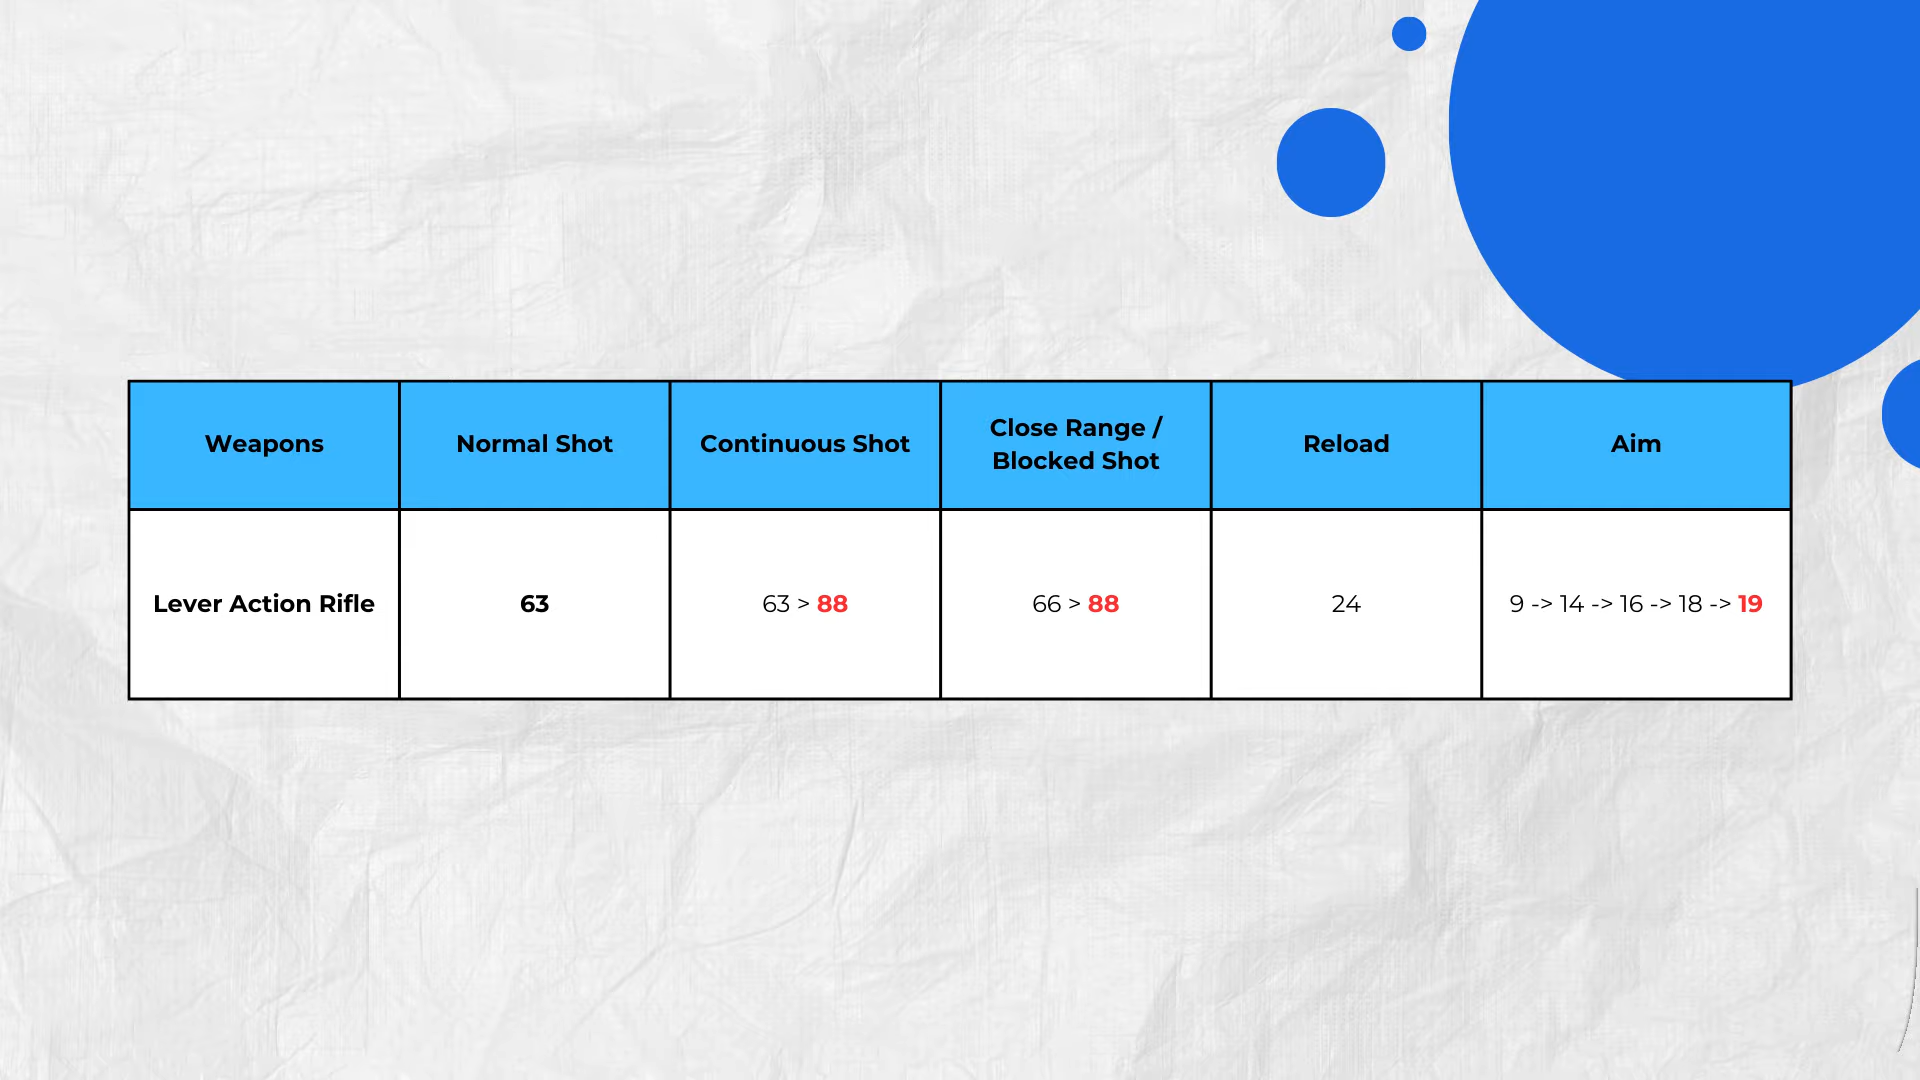 Weapons
Normal Shot
Continuous Shot
Close Range /
Blocked Shot
Reload
Aim
Lever Action Rifle
63
63 > 88
66 > 88
24
9 -> 14 -> 16 -> 18 -> 19